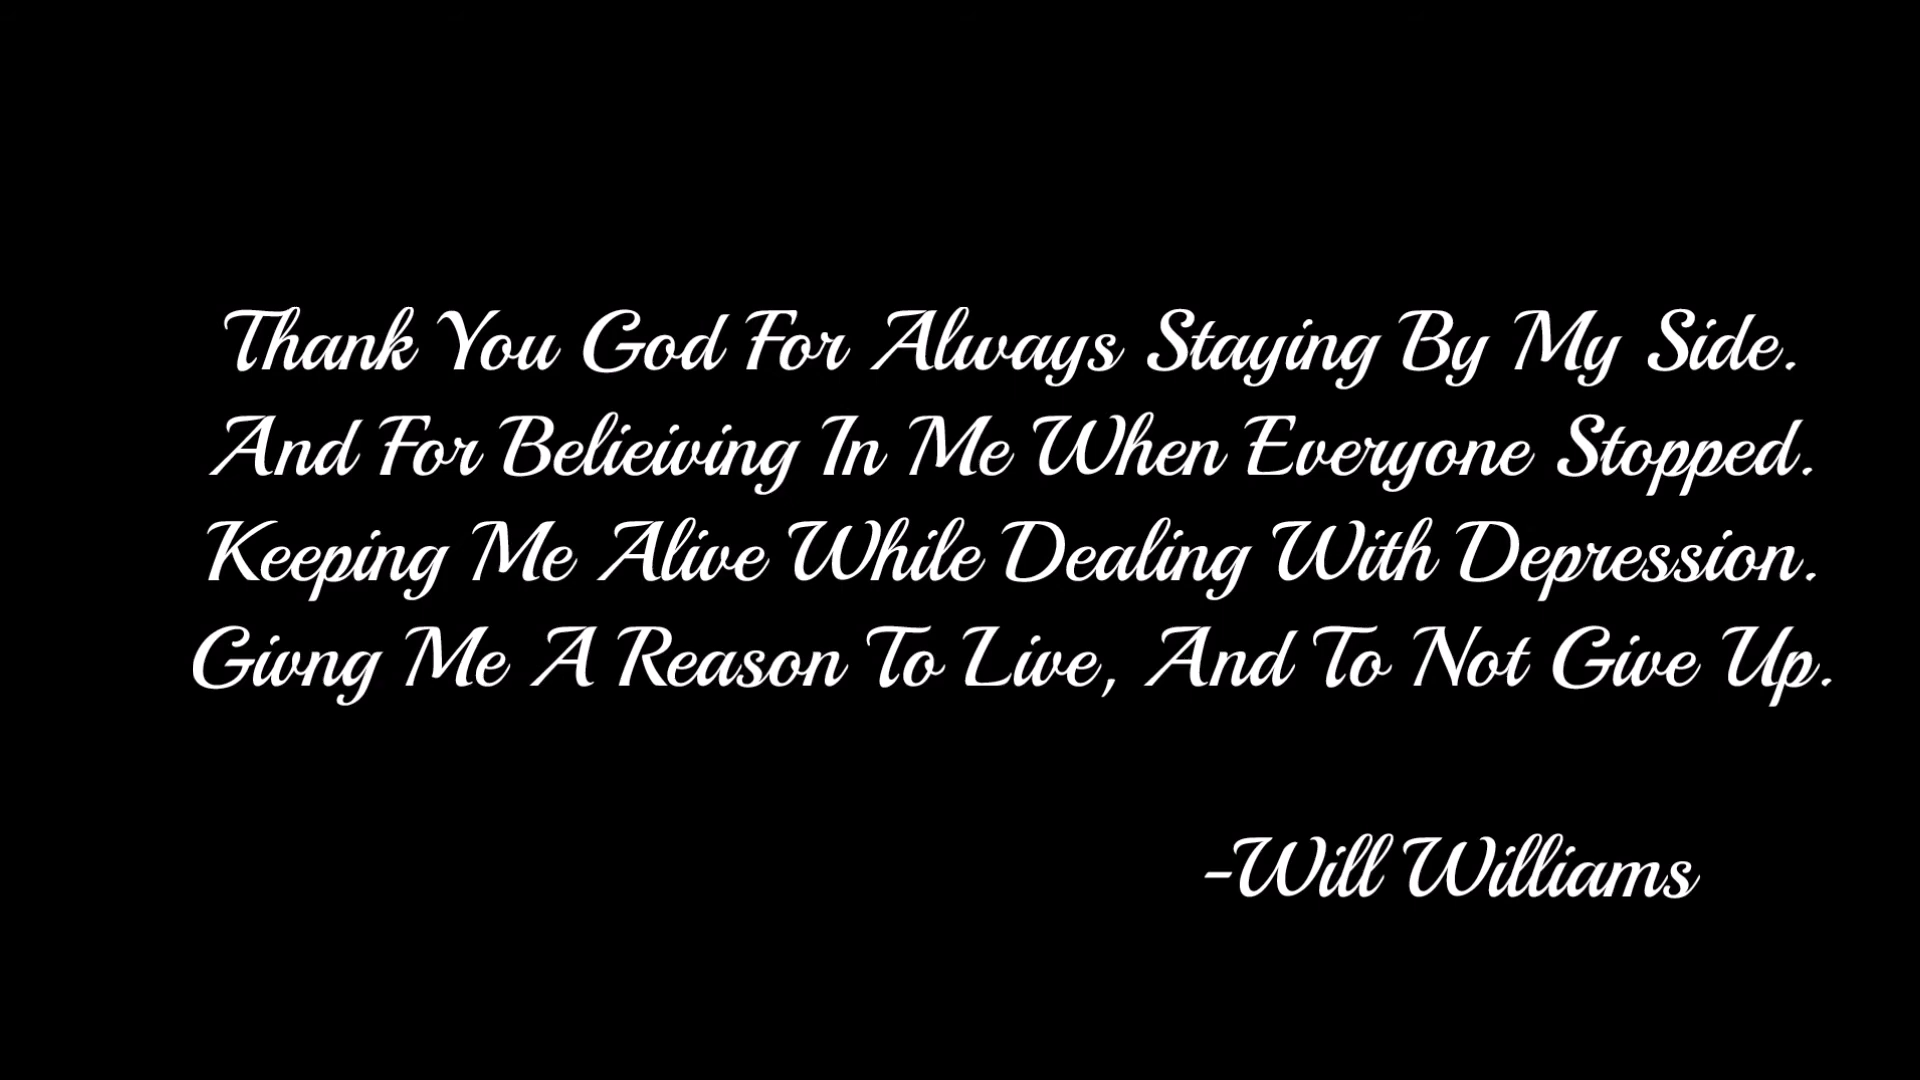 Thank You God For Always Staying By My Side.
And For Belieiving In Me When Everyone Stopped.
Keeping Me Alive While Dealing With Depression.
Givng Me A Reason To Live, And To Not Give Up.
-Will Williams